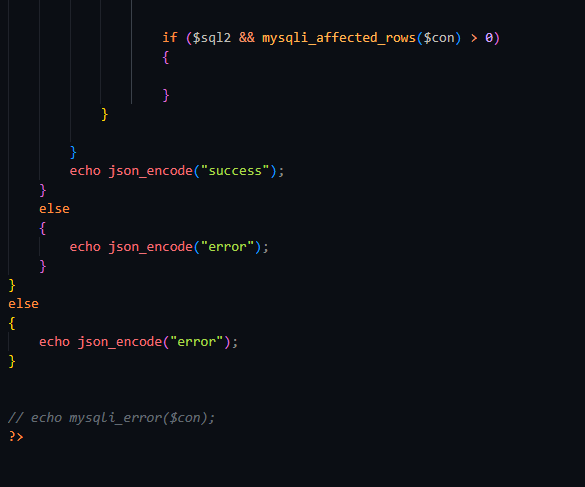 if ($sql2 && mysqli_affected_rows($con) > 0)
{
}
}
}
echo json_encode("success");
}
else
{
echo json_encode("error");
}
}
else
{
echo json_encode("error");
}
// echo mysqli_error($con);
?>